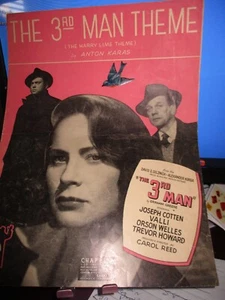 THE 3RD MAN THEME
(THE HARRY LIME THEME)
By ANTON KARAS
"THE
3RD
MAN"
JOSEPH COTTEN
VALLI
ORSON WELLES
TREVOR HOWARD
CAROL REED